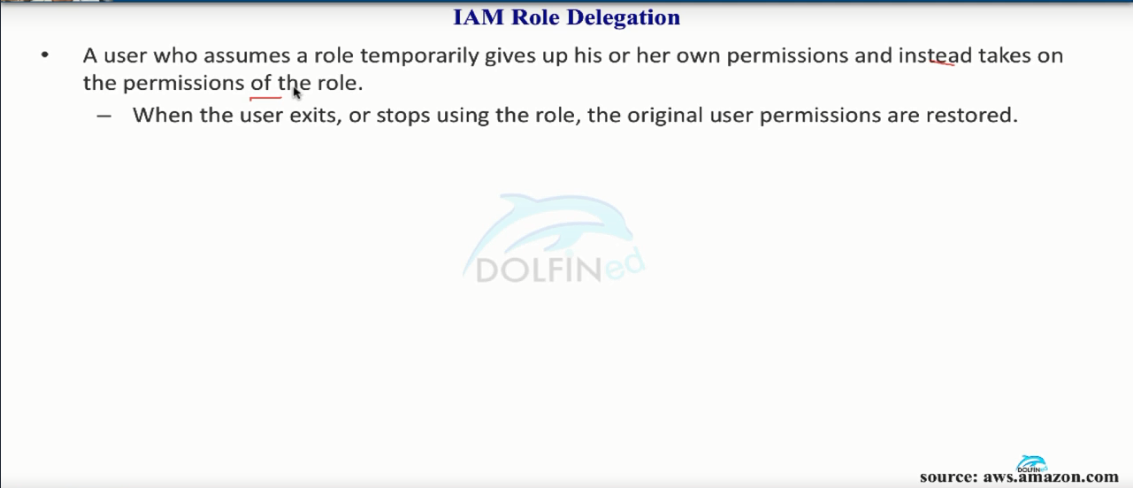 IAM Role Delegation
• A user who assumes a role temporarily gives up his or her own permissions and instead takes on
the permissions of the role.
– When the user exits, or stops using the role, the original user permissions are restored.
DOLFINed
DOLFIN
source: aws.amazon.com